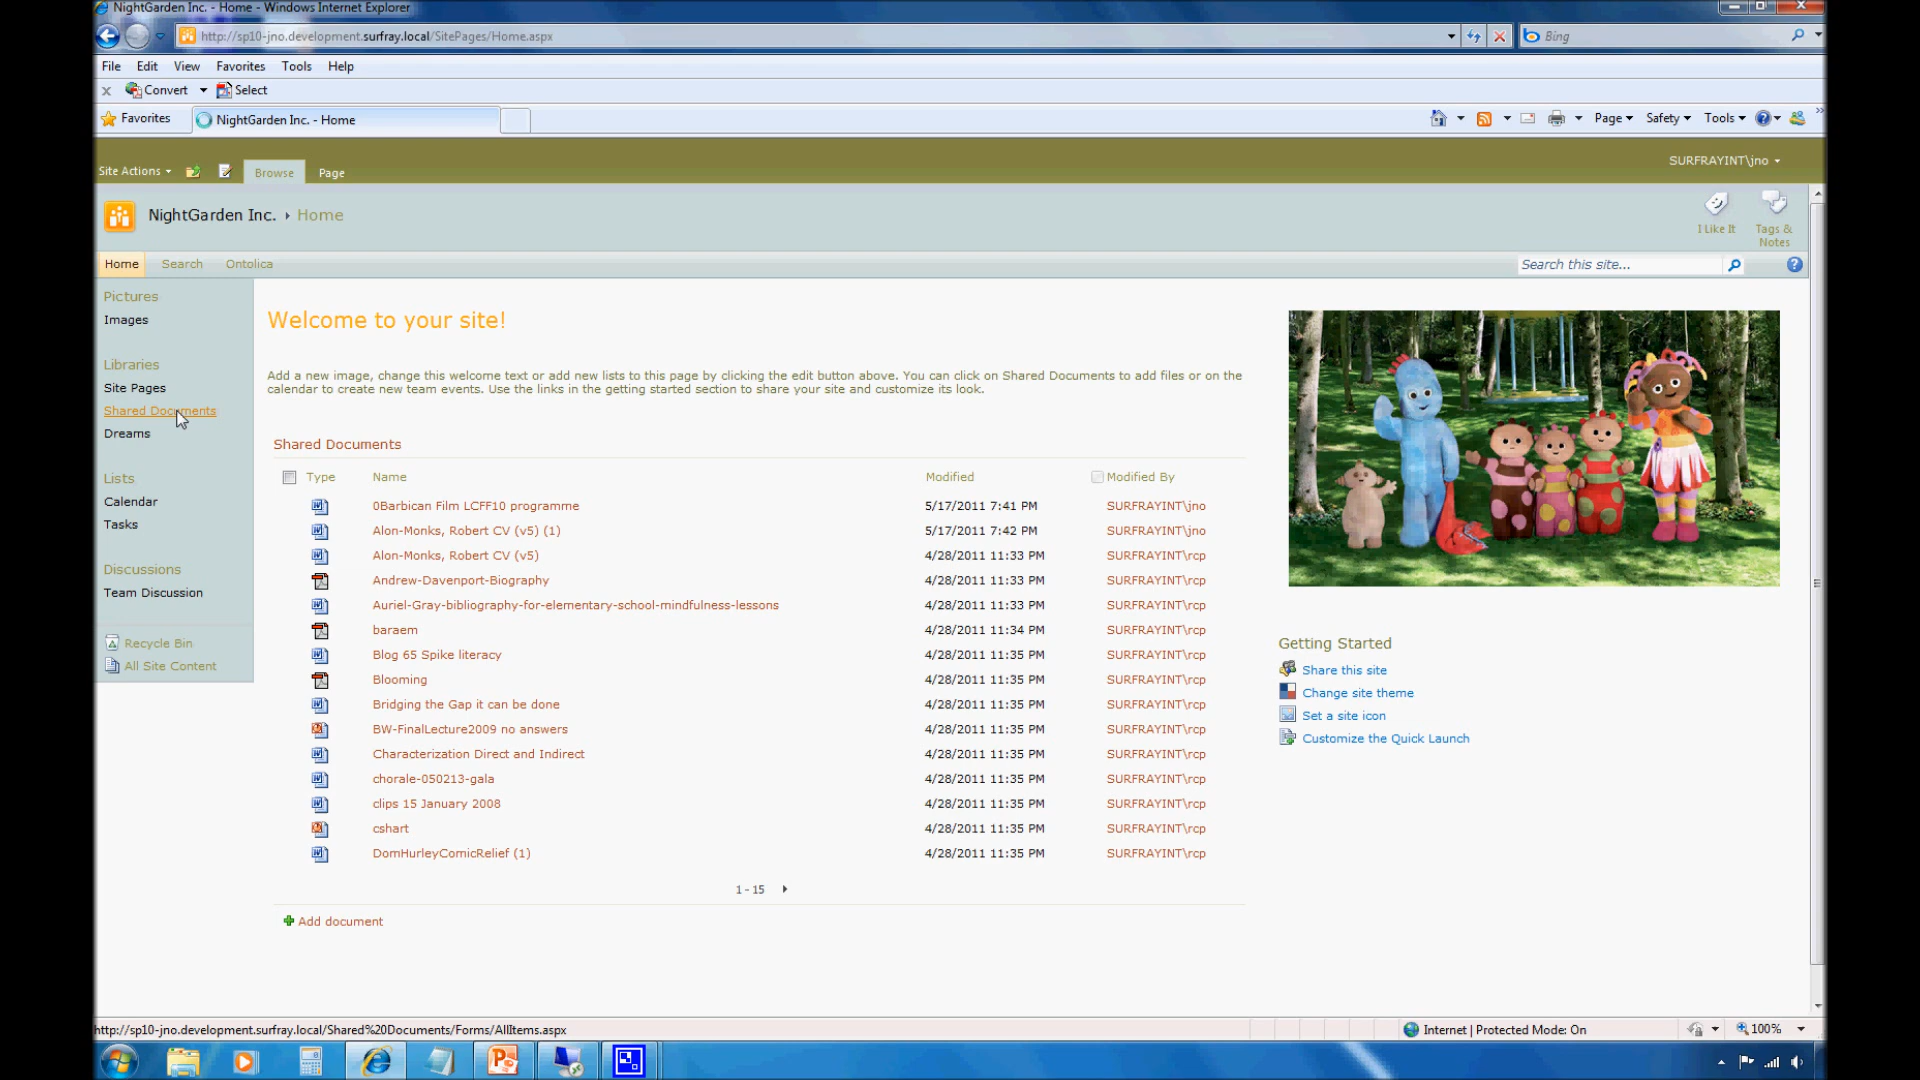 NightGarden Inc. - Home - Windows Internet Explorer
http://sp10-jno.development.surfray.local/SitePages/Home.aspx
Bing
File Edit View Favorites Tools Help
x Convert Select
Favorites NightGarden Inc. - Home Page Safety Tools
Site Actions Browse Page SURFRAYINT\jno
NightGarden Inc. Home
I Like It
Tags &
Notes
Home Search Ontolica Search this site...
Pictures
Images
Libraries
Site Pages
Shared Documents
Dreams
Lists
Calendar
Tasks
Discussions
Team Discussion
Recycle Bin
All Site Content
Welcome to your site!
Add a new image, change this welcome text or add new lists to this page by clicking the edit button above. You can click on Shared Documents to add files or on the
calendar to create new team events. Use the links in the getting started section to share your site and customize its look.
Shared Documents
Type Name Modified Modified By
0Barbican Film LCFF10 programme 5/17/2011 7:41 PM SURFRAYINT\jno
Alon-Monks, Robert CV (v5) (1) 5/17/2011 7:42 PM SURFRAYINT\jno
Alon-Monks, Robert CV (v5) 4/28/2011 11:33 PM SURFRAYINT\rcp
Andrew-Davenport-Biography 4/28/2011 11:33 PM SURFRAYINT\rcp
Auriel-Gray-bibliography-for-elementary-school-mindfulness-lessons 4/28/2011 11:33 PM SURFRAYINT\rcp
baraem 4/28/2011 11:34 PM SURFRAYINT\rcp
Blog 65 Spike literacy 4/28/2011 11:35 PM SURFRAYINT\rcp
Blooming 4/28/2011 11:35 PM SURFRAYINT\rcp
Bridging the Gap it can be done 4/28/2011 11:35 PM SURFRAYINT\rcp
BW-FinalLecture2009 no answers 4/28/2011 11:35 PM SURFRAYINT\rcp
Characterization Direct and Indirect 4/28/2011 11:35 PM SURFRAYINT\rcp
chorale-050213-gala 4/28/2011 11:35 PM SURFRAYINT\rcp
clips 15 January 2008 4/28/2011 11:35 PM SURFRAYINT\rcp
cshart 4/28/2011 11:35 PM SURFRAYINT\rcp
DomHurleyComicRelief (1) 4/28/2011 11:35 PM SURFRAYINT\rcp
1 - 15
Add document
Getting Started
Share this site
Change site theme
Set a site icon
Customize the Quick Launch
http://sp10-jno.development.surfray.local/Shared%20Documents/Forms/AllItems.aspx Internet | Protected Mode: On 100%